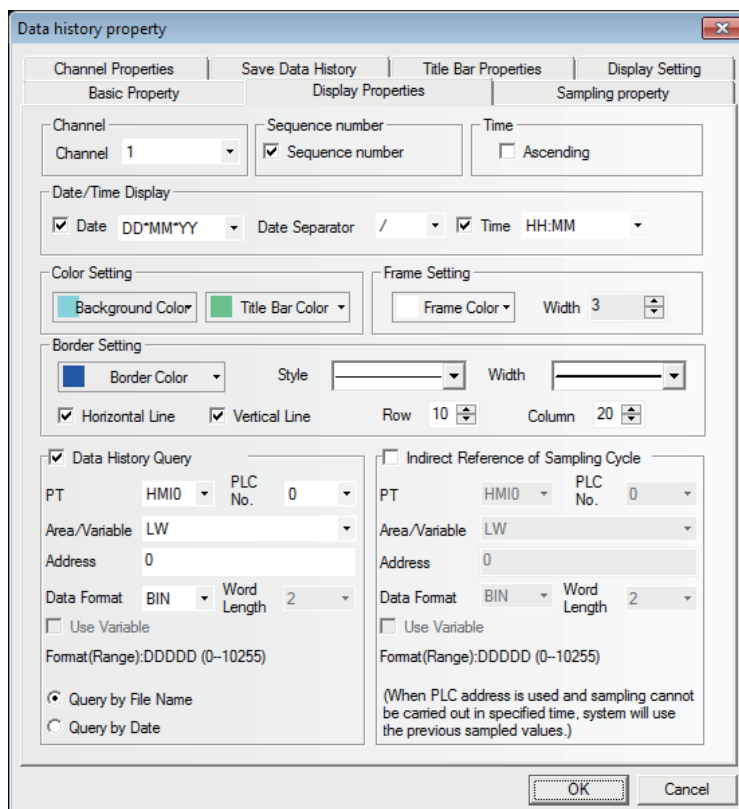 Data history property
Channel Properties Save Data History Title Bar Properties Display Setting
Basic Property Display Properties Sampling property
Channel Sequence number Time
Channel 1 Sequence number Ascending
Date/Time Display
Date DD*MM*YY Date Separator / Time HH:MM
Color Setting Frame Setting
Background Color Title Bar Color Frame Color Width 3
Border Setting
Border Color Style Width
Horizontal Line Vertical Line Row 10 Column 20
Data History Query Indirect Reference of Sampling Cycle
PT HMI0 PLC No. 0 PT HMI0 PLC No. 0
Area/Variable LW Area/Variable LW
Address 0 Address 0
Data Format BIN Word Length 2 Data Format BIN Word Length 2
Use Variable Use Variable
Format(Range):DDDDD (0--10255) Format(Range):DDDDD (0--10255)
Query by File Name
Query by Date
(When PLC address is used and sampling cannot
be carried out in specified time, system will use
the previous sampled values.)
OK Cancel